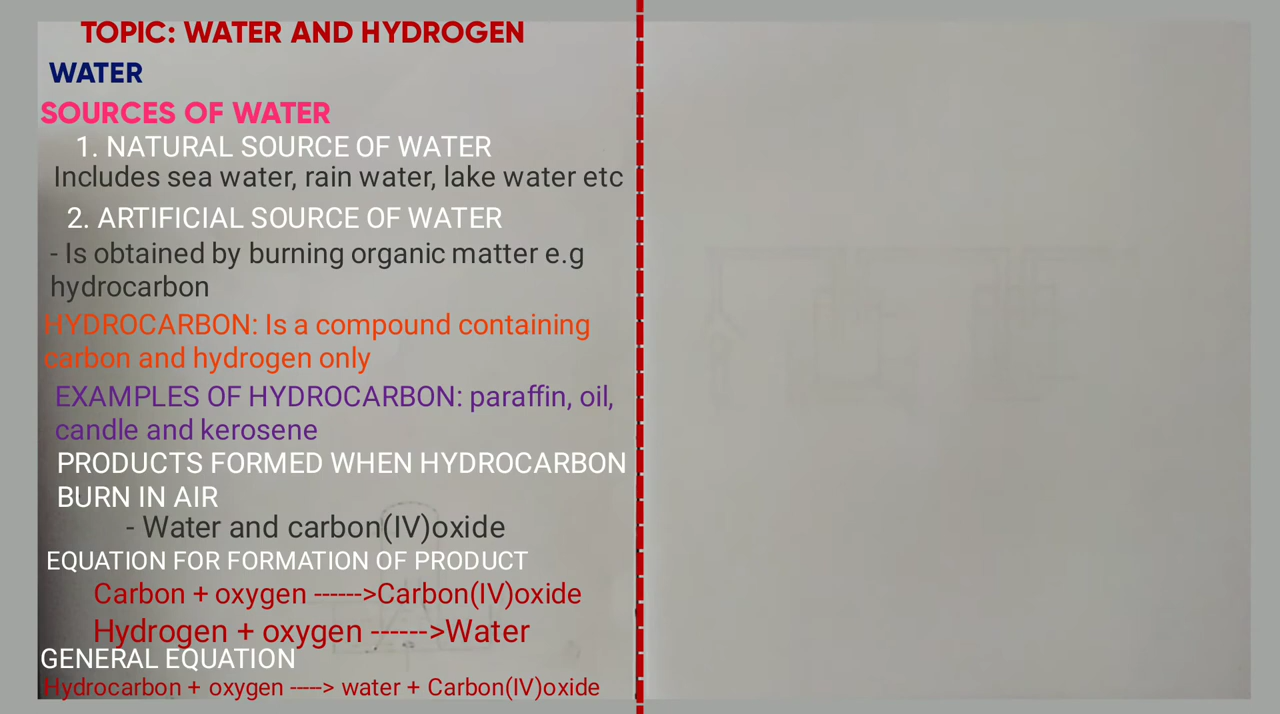 TOPIC: WATER AND HYDROGEN
WATER
SOURCES OF WATER
1. NATURAL SOURCE OF WATER
Includes sea water, rain water, lake water etc
2. ARTIFICIAL SOURCE OF WATER
- Is obtained by burning organic matter e.g
hydrocarbon
HYDROCARBON: Is a compound containing
carbon and hydrogen only
EXAMPLES OF HYDROCARBON: paraffin, oil,
candle and kerosene
PRODUCTS FORMED WHEN HYDROCARBON
BURN IN AIR
- Water and carbon(IV)oxide
EQUATION FOR FORMATION OF PRODUCT
Carbon + oxygen ------>Carbon(IV)oxide
Hydrogen + oxygen ------>Water
GENERAL EQUATION
Hydrocarbon + oxygen -----> water + Carbon(IV)oxide